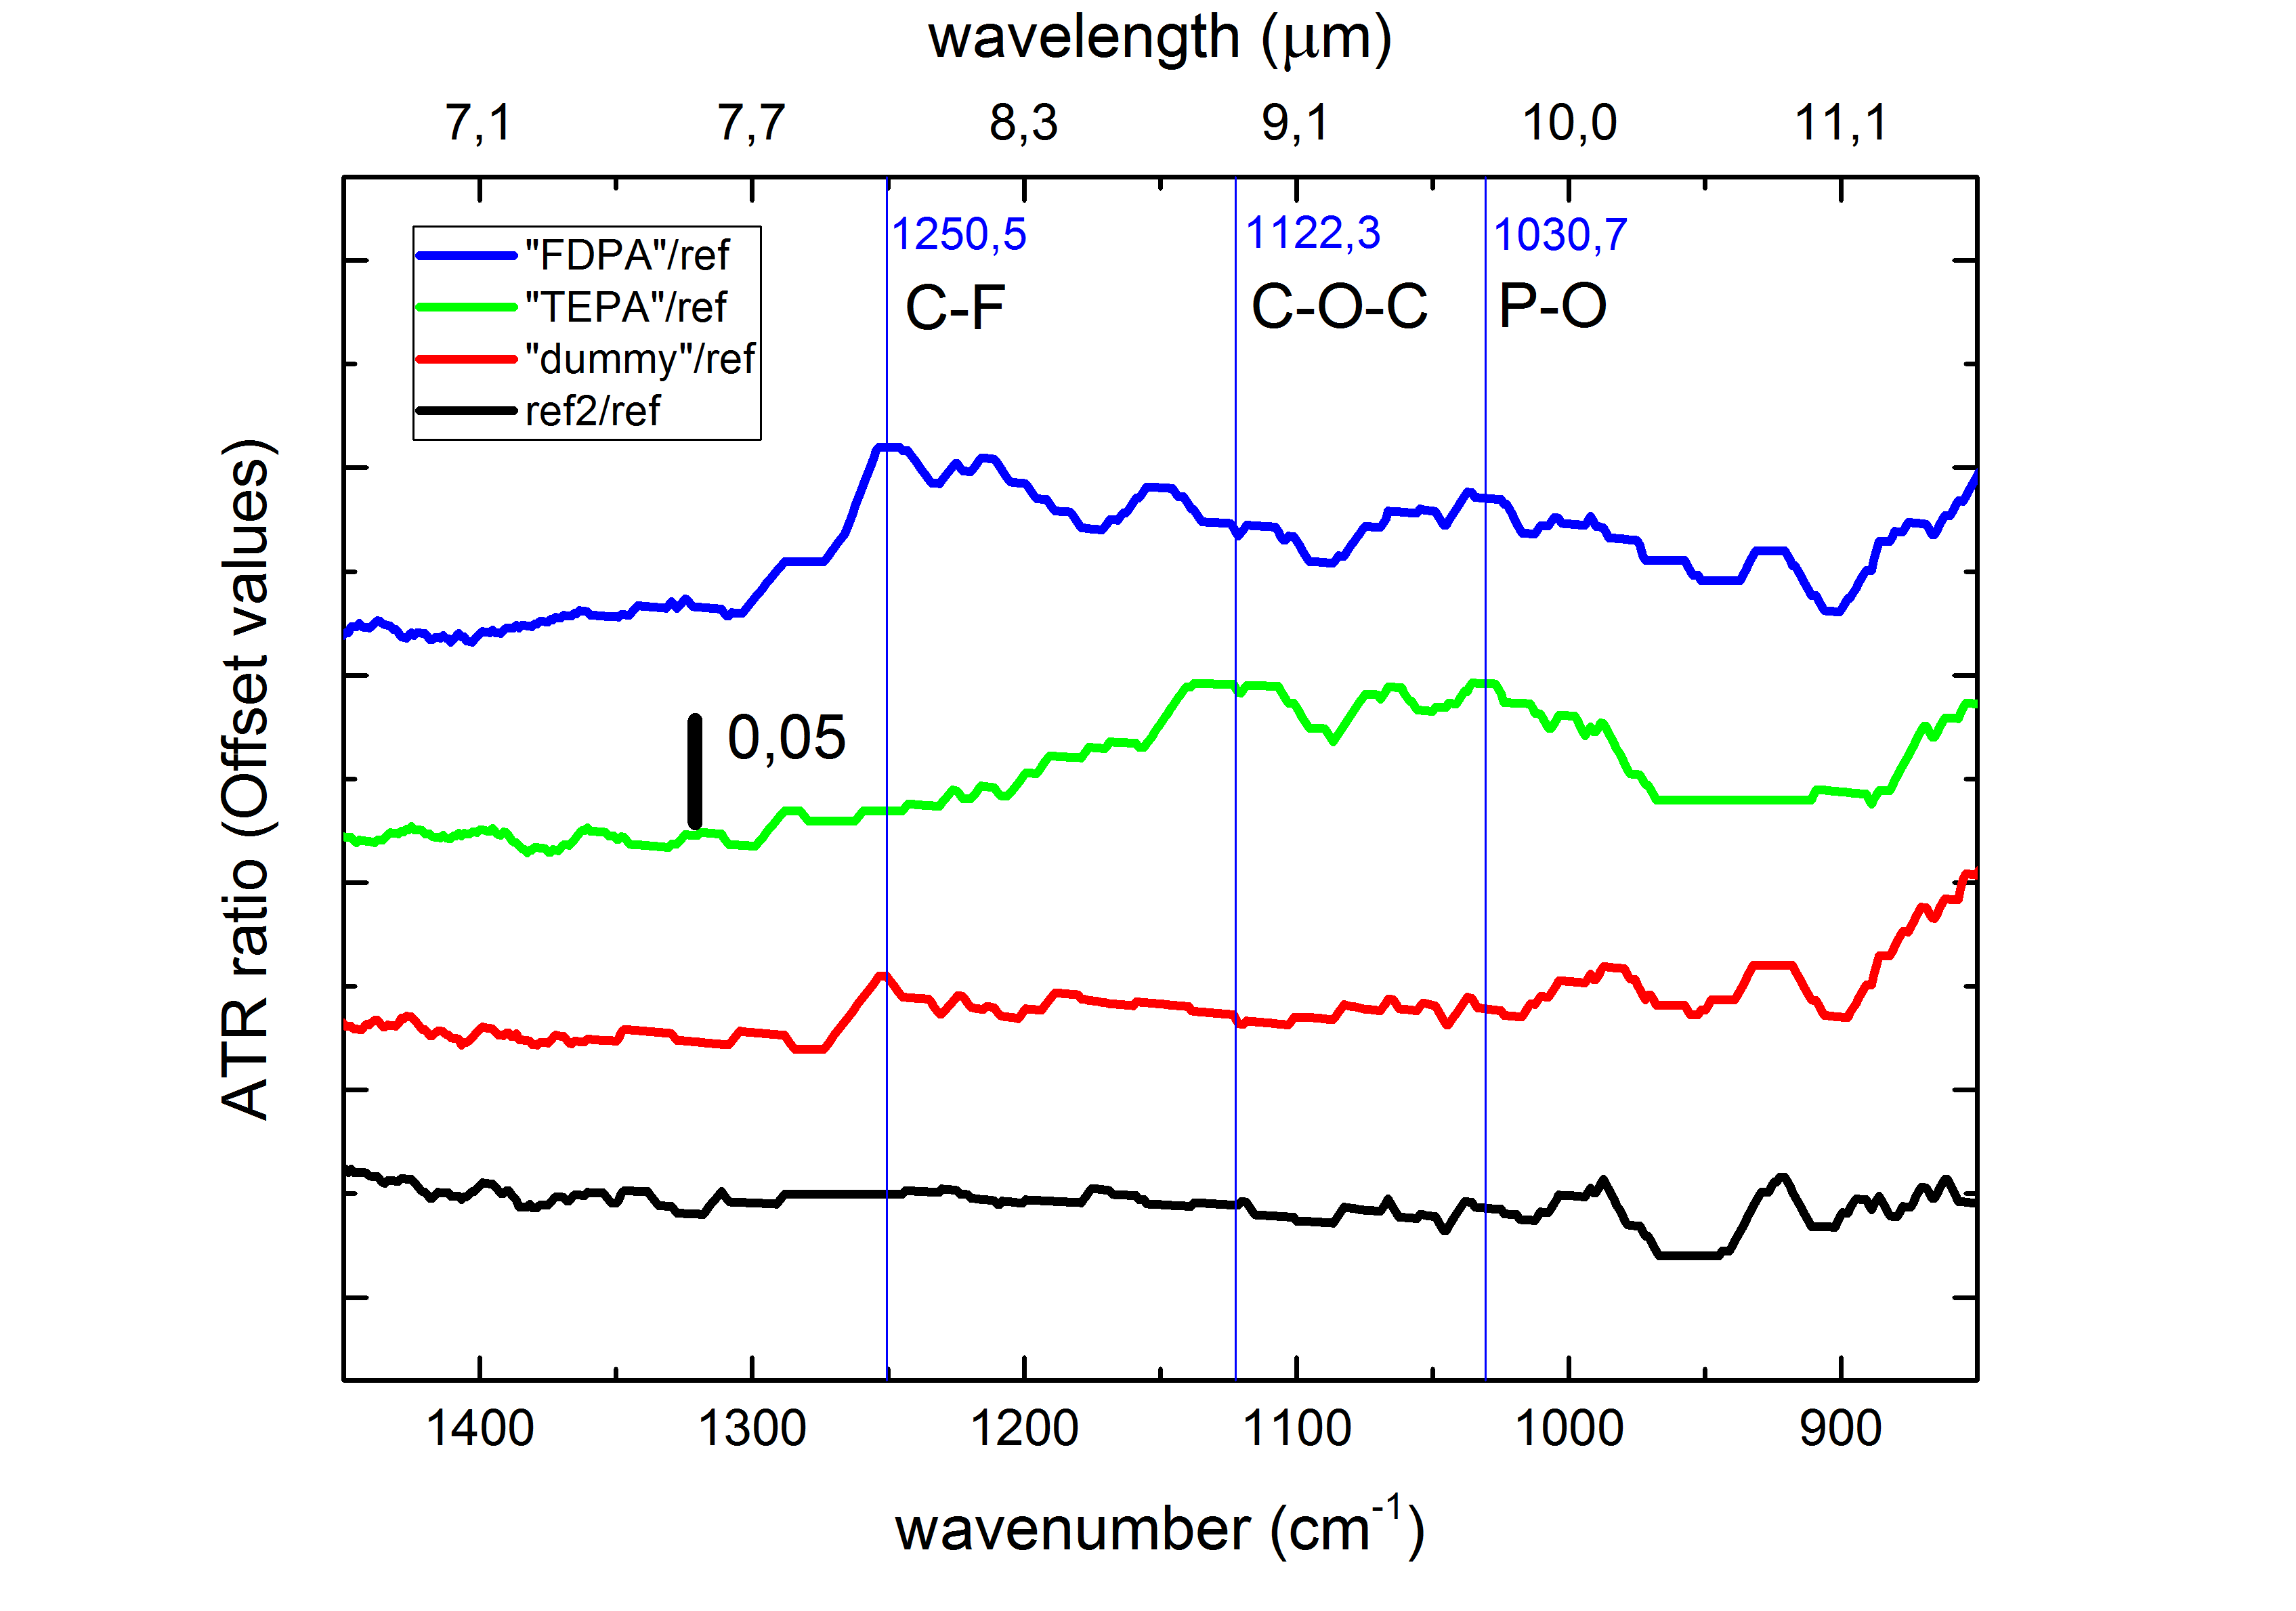 wavelength (μm)
7,1 7,7 8,3 9,1 10,0 11,1
1250,5 1122,3 1030,7
C-F C-O-C P-O
"FDPA"/ref
"TEPA"/ref
"dummy"/ref
ref2/ref
0,05
ATR ratio (Offset values)
1400 1300 1200 1100 1000 900
wavenumber (cm⁻¹)